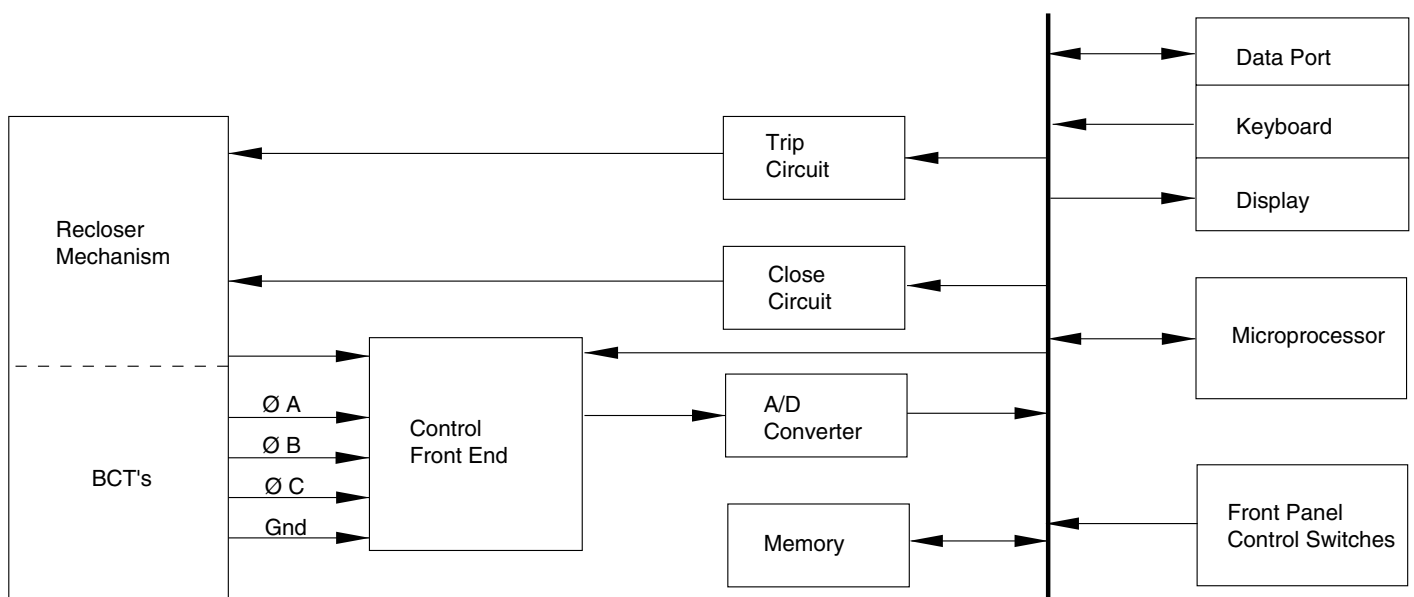 Data Port
Keyboard
Display
Trip
Circuit
Recloser
Mechanism
Close
Circuit
Microprocessor
Ø A
Ø B
Ø C
Gnd
BCT's
Control
Front End
A/D
Converter
Memory
Front Panel
Control Switches